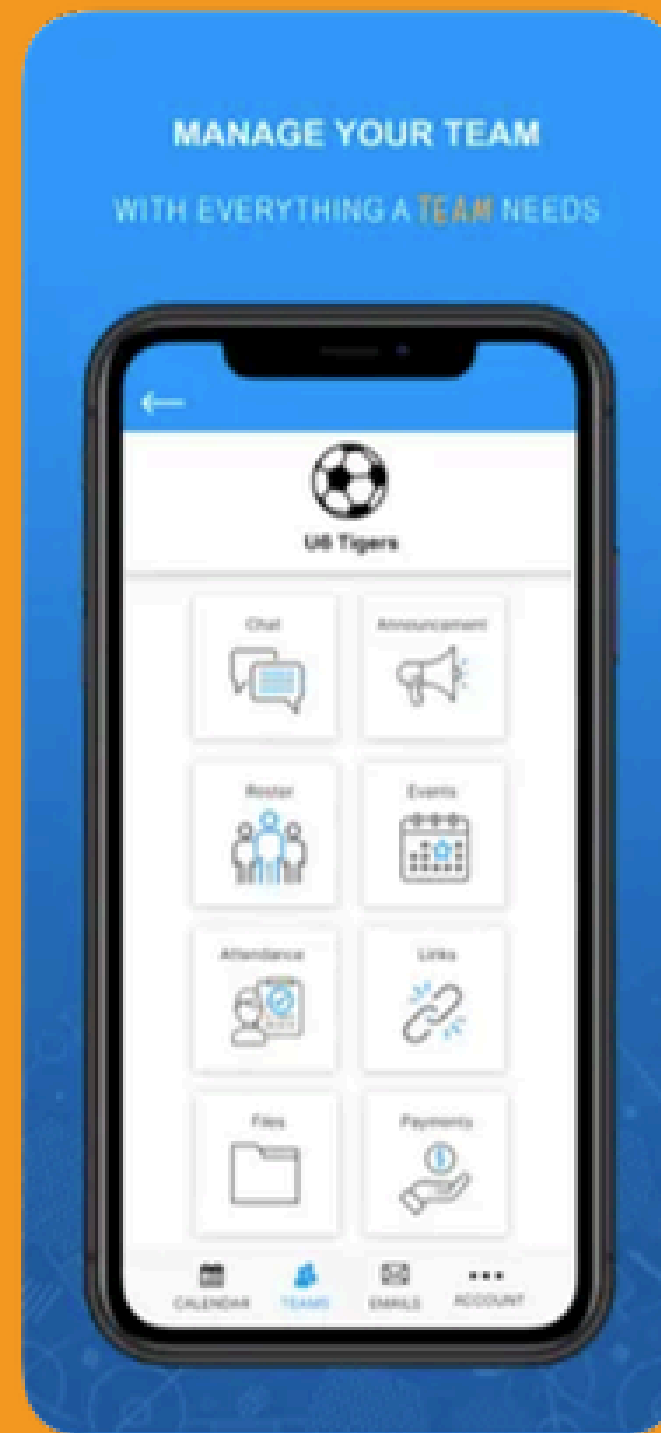 MANAGE YOUR TEAM
WITH EVERYTHING A TEAM NEEDS
U6 Tigers
Chat Announcement
Roster Events
Attendance Links
Files Payments
CALENDAR TEAMS EMAILS ACCOUNT